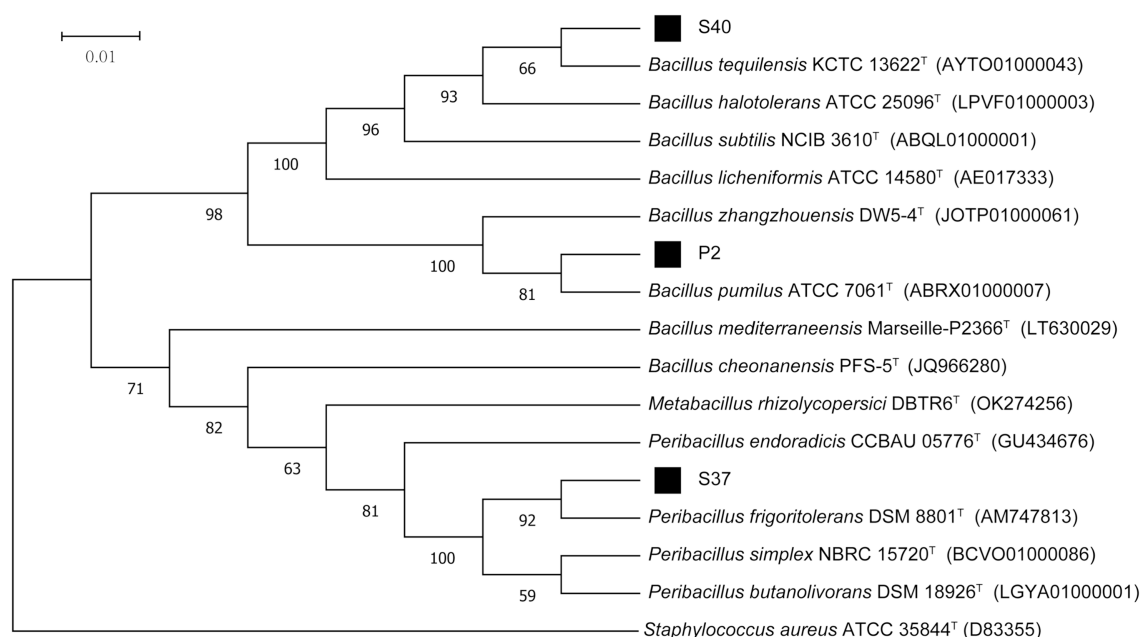 0.01
S40
66
Bacillus tequilensis KCTC 13622ᵀ (AYTO01000043)
93
Bacillus halotolerans ATCC 25096ᵀ (LPVF01000003)
96
Bacillus subtilis NCIB 3610ᵀ (ABQL01000001)
100
Bacillus licheniformis ATCC 14580ᵀ (AE017333)
98
Bacillus zhangzhouensis DW5-4ᵀ (JOTP01000061)
P2
100
81
Bacillus pumilus ATCC 7061ᵀ (ABRX01000007)
Bacillus mediterraneensis Marseille-P2366ᵀ (LT630029)
Bacillus cheonanensis PFS-5ᵀ (JQ966280)
71
Metabacillus rhizolycopersici DBTR6ᵀ (OK274256)
82
Peribacillus endoradicis CCBAU 05776ᵀ (GU434676)
63
S37
81
92
Peribacillus frigoritolerans DSM 8801ᵀ (AM747813)
100
Peribacillus simplex NBRC 15720ᵀ (BCVO01000086)
59
Peribacillus butanolivorans DSM 18926ᵀ (LGYA01000001)
Staphylococcus aureus ATCC 35844ᵀ (D83355)